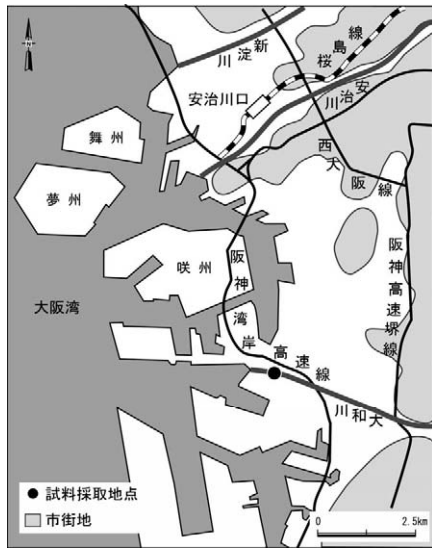 N
新淀川
桜島線
安治川口
安治川
西大阪線
舞州
夢州
咲州
大阪湾
阪神湾岸高速線
阪神高速堺線
大和川
試料採取地点
市街地
0 2.5km